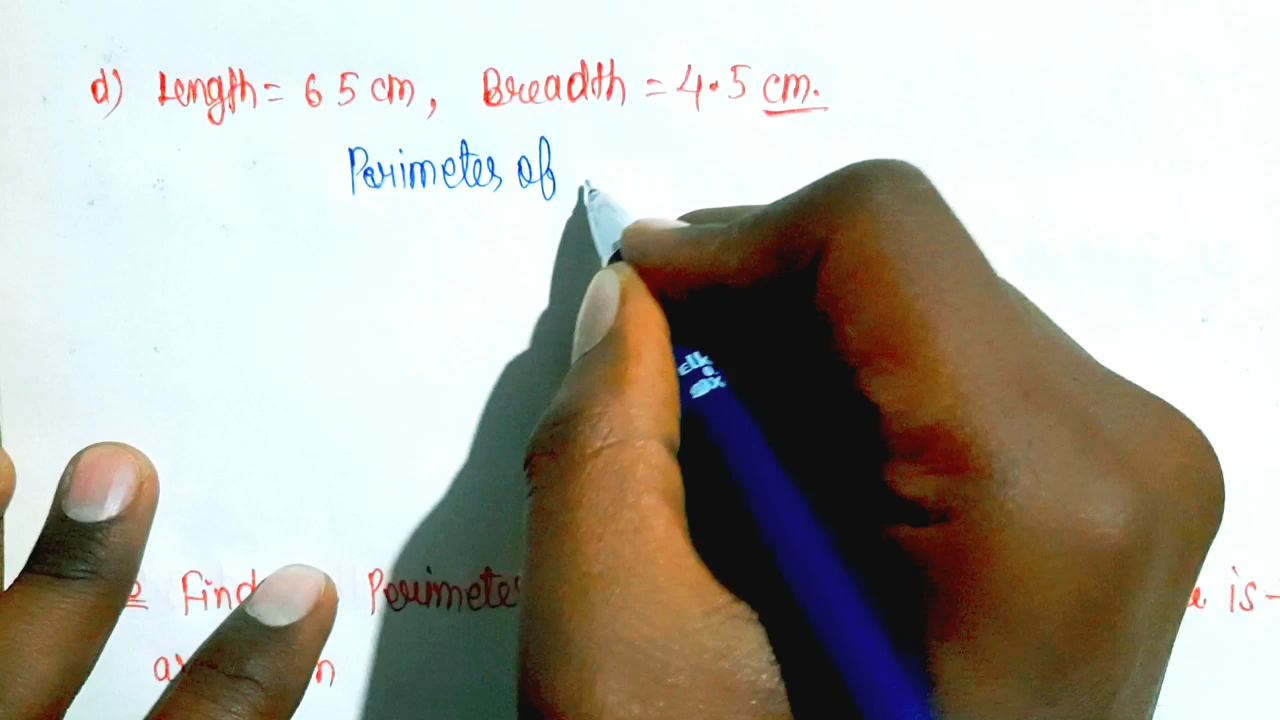 d) Length = 6 5 cm, Breadth = 4.5 cm.
Perimeter of
Find Perimeter is-